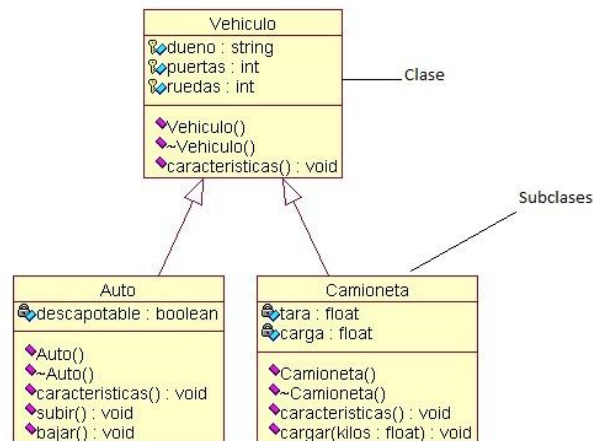 Vehiculo
dueno : string
puertas : int
ruedas : int
Vehiculo()
~Vehiculo()
caracteristicas() : void
Clase
Subclases
Auto
descapotable : boolean
Auto()
~Auto()
caracteristicas() : void
subir() : void
bajar() : void
Camioneta
tara : float
carga : float
Camioneta()
~Camioneta()
caracteristicas() : void
cargar(kilos : float) : void